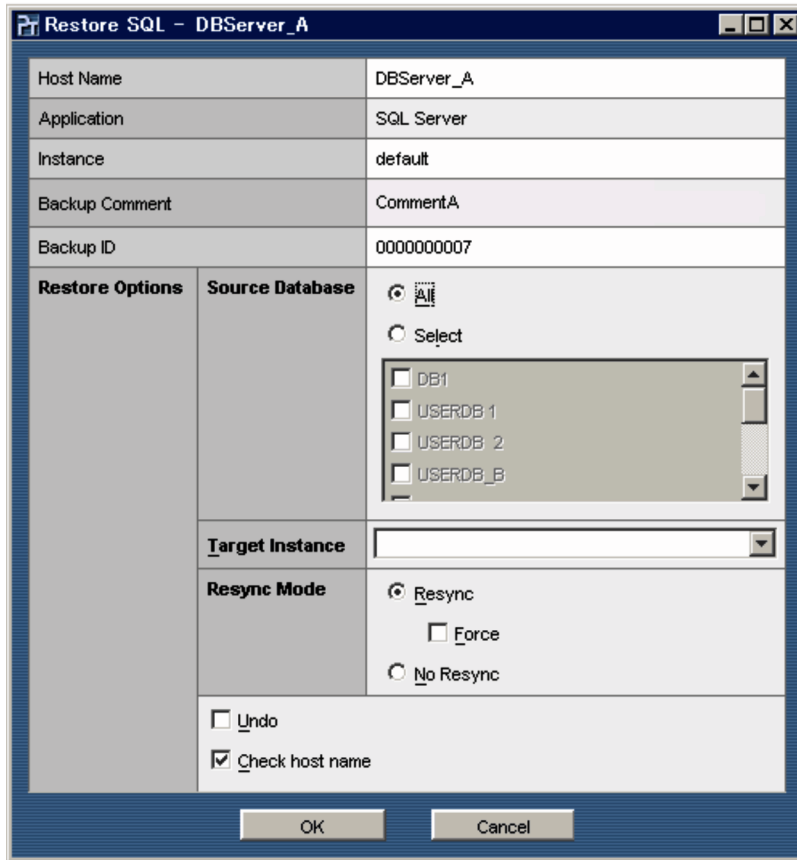 Restore SQL - DBServer_A
Host Name DBServer_A
Application SQL Server
Instance default
Backup Comment CommentA
Backup ID 0000000007
Restore Options Source Database All
Select
DB1
USERDB 1
USERDB 2
USERDB_B
Target Instance
Resync Mode Resync
Force
No Resync
Undo
Check host name
OK Cancel